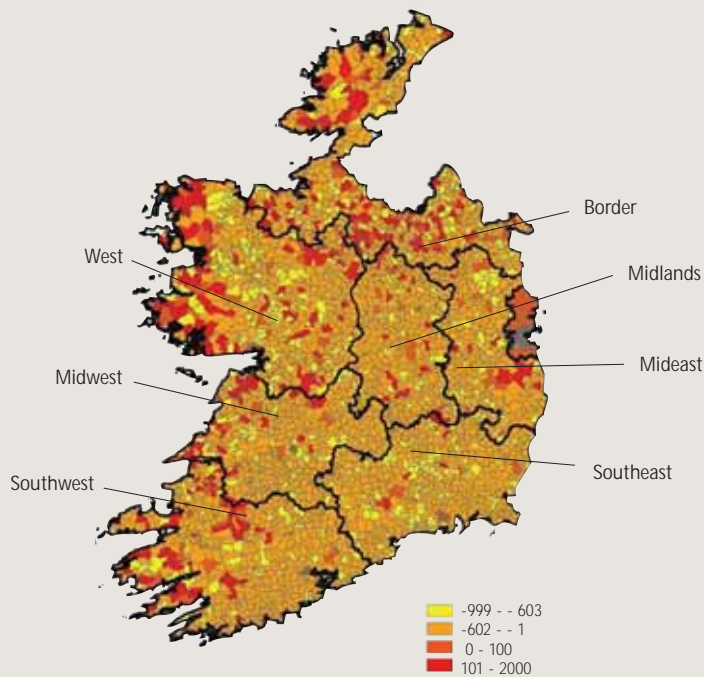 Border
West
Midlands
Midwest
Mideast
Southeast
Southwest
-999 - - 603
-602 - - 1
0 - 100
101 - 2000